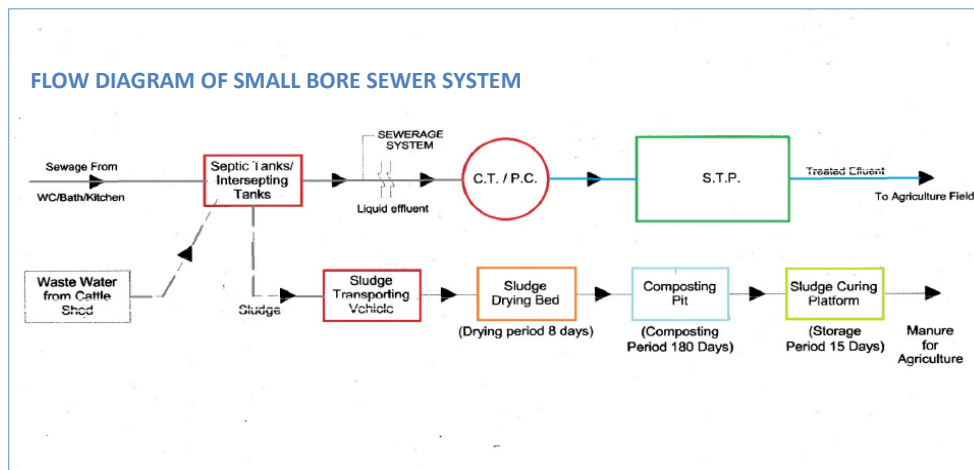 FLOW DIAGRAM OF SMALL BORE SEWER SYSTEM
SEWERAGE
SYSTEM
Sewage From
WC/Bath/Kitchen
Septic Tanks/
Intersepting
Tanks
Liquid effluent
C.T. / P.C.
S.T.P.
Treated Efluent
To Agriculture Field
Waste Water
from Cattle
Shed
Sludge
Sludge
Transporting
Vehicle
Sludge
Drying Bed
(Drying period 8 days)
Composting
Pit
(Composting
Period 180 Days)
Sludge Curing
Platform
(Storage
Period 15 Days)
Manure
for
Agriculture